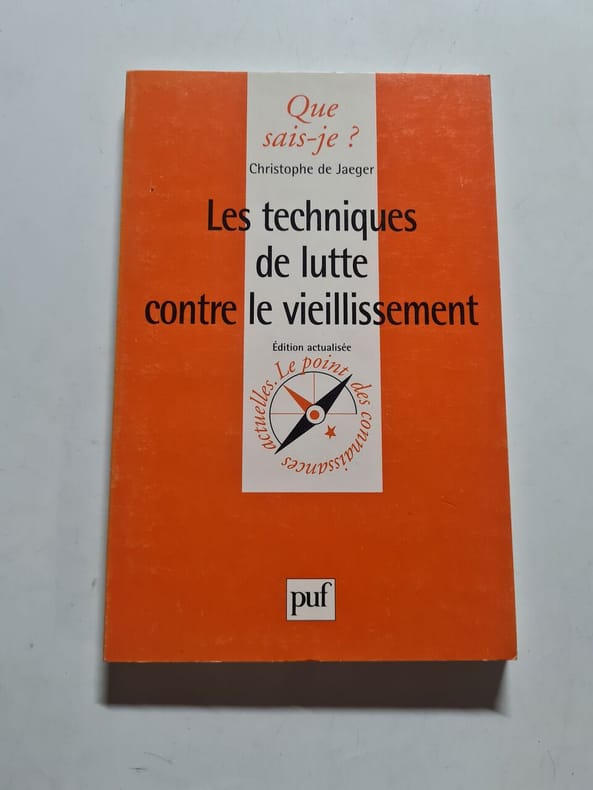 Que
sais-je ?
Christophe de Jaeger
Les techniques
de lutte
contre le vieillissement
Édition actualisée
Le point des connaissances actuelles.
puf